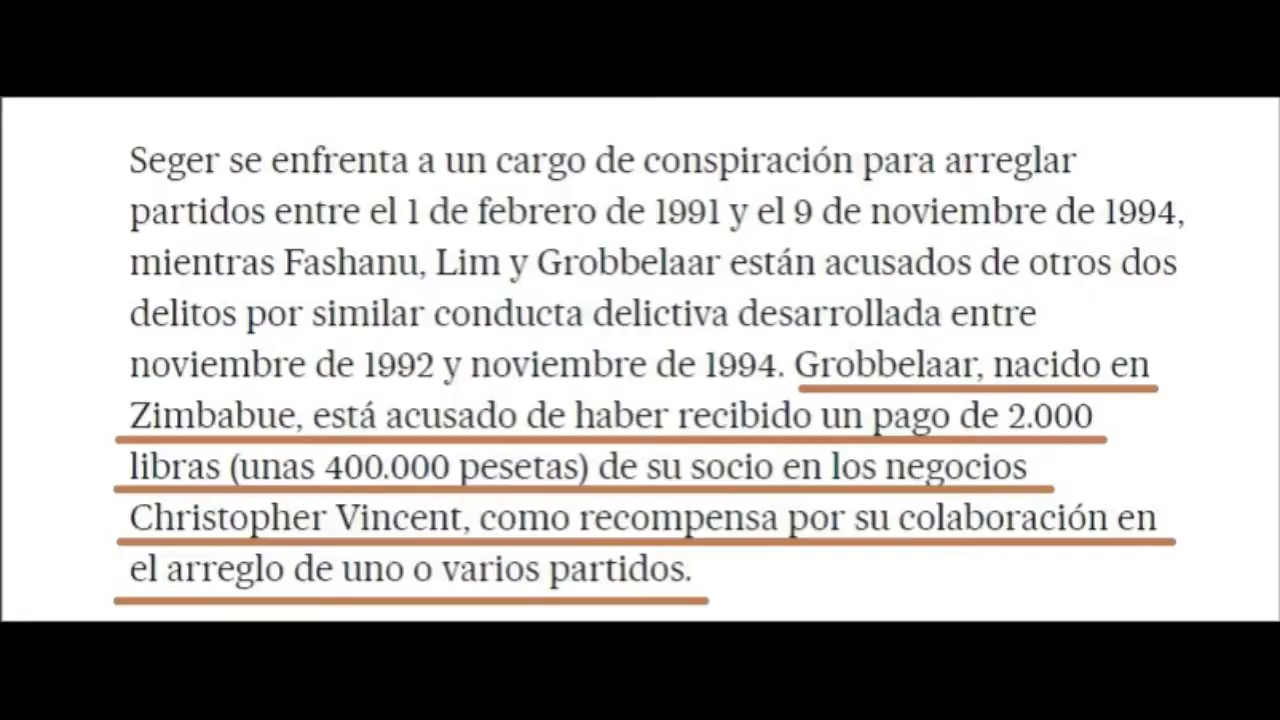 Seger se enfrenta a un cargo de conspiración para arreglar
partidos entre el 1 de febrero de 1991 y el 9 de noviembre de 1994,
mientras Fashanu, Lim y Grobbelaar están acusados de otros dos
delitos por similar conducta delictiva desarrollada entre
noviembre de 1992 y noviembre de 1994. Grobbelaar, nacido en
Zimbabue, está acusado de haber recibido un pago de 2.000
libras (unas 400.000 pesetas) de su socio en los negocios
Christopher Vincent, como recompensa por su colaboración en
el arreglo de uno o varios partidos.